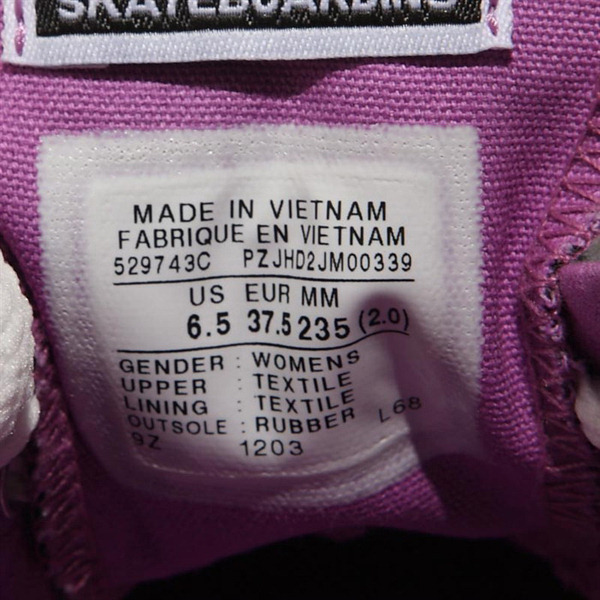 SKATEBOARDING
MADE IN VIETNAM
FABRIQUE EN VIETNAM
529743C PZJHD2JM00339
US EUR MM
6.5 37.5 235 (2.0)
GENDER : WOMENS
UPPER : TEXTILE
LINING : TEXTILE
OUTSOLE : RUBBER L68
9Z 1203